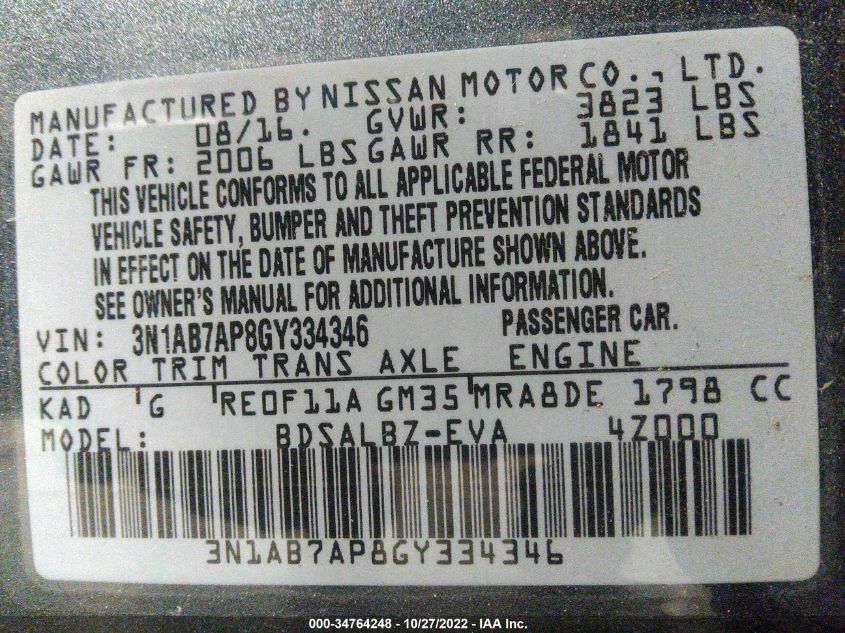 MANUFACTURED BY NISSAN MOTOR CO., LTD.
DATE: 08/16. GVWR: 3823 LBS
GAWR FR: 2006 LBS GAWR RR: 1841 LBS
THIS VEHICLE CONFORMS TO ALL APPLICABLE FEDERAL MOTOR
VEHICLE SAFETY, BUMPER AND THEFT PREVENTION STANDARDS
IN EFFECT ON THE DATE OF MANUFACTURE SHOWN ABOVE.
SEE OWNER'S MANUAL FOR ADDITIONAL INFORMATION.
VIN: 3N1AB7AP8GY334346 PASSENGER CAR.
COLOR TRIM TRANS AXLE ENGINE
KAD G RE0F11A GM35 MRA8DE 1798 CC
MODEL: BDSALBZ-EVA 4Z000
3N1AB7AP8GY334346
000-34764248 - 10/27/2022 - IAA Inc.